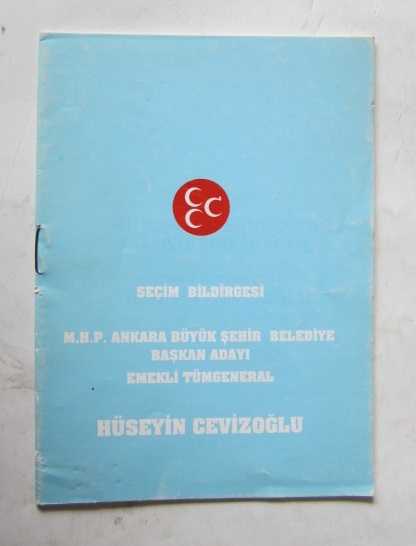 SEÇİM BİLDİRGESİ
M.H.P. ANKARA BÜYÜK ŞEHİR BELEDİYE
BAŞKAN ADAYI
EMEKLİ TÜMGENERAL
HÜSEYİN CEVİZOĞLU